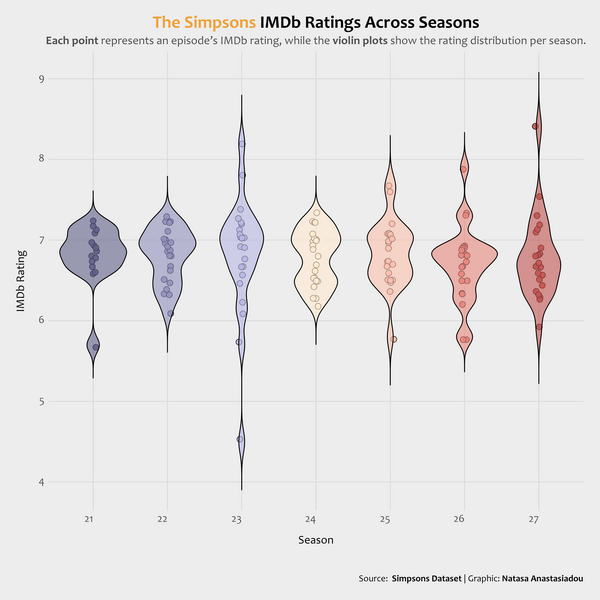 The Simpsons IMDb Ratings Across Seasons
Each point represents an episode’s IMDb rating, while the violin plots show the rating distribution per season.
9
8
7
6
5
4
IMDb Rating
21 22 23 24 25 26 27
Season
Source: Simpsons Dataset | Graphic: Natasa Anastasiadou